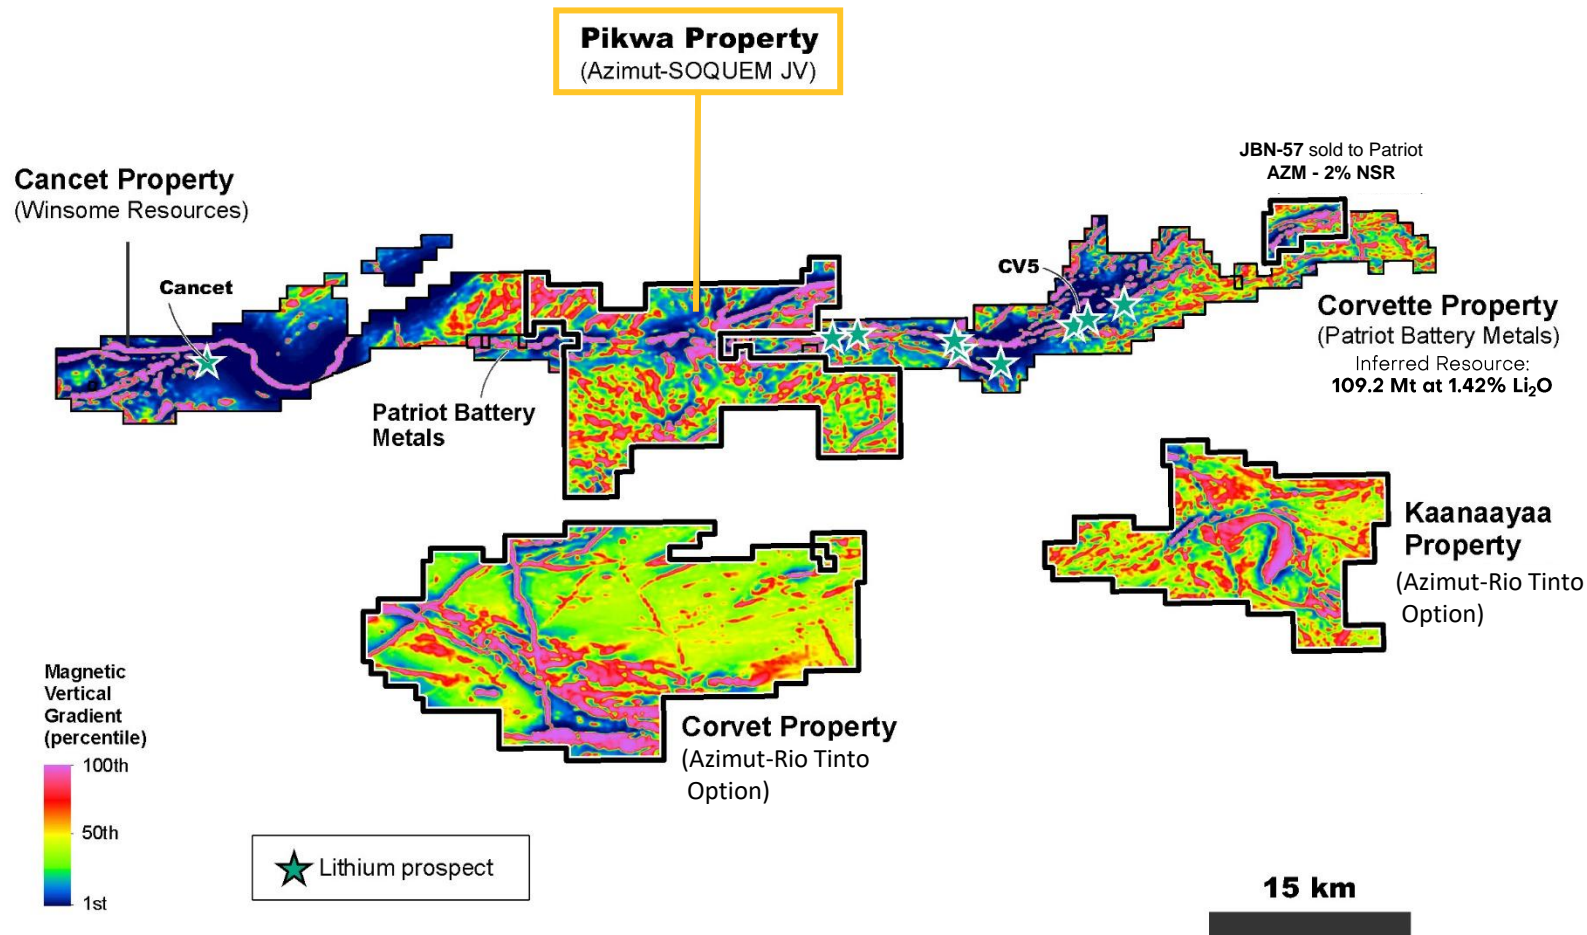 Pikwa Property
(Azimut-SOQUEM JV)
JBN-57 sold to Patriot
AZM - 2% NSR
Cancet Property
(Winsome Resources)
Cancet
CV5
Corvette Property
(Patriot Battery Metals)
Inferred Resource:
109.2 Mt at 1.42% Li₂O
Patriot Battery
Metals
Kaanaayaa
Property
(Azimut-Rio Tinto
Option)
Corvet Property
(Azimut-Rio Tinto
Option)
Magnetic
Vertical
Gradient
(percentile)
100th
50th
1st
Lithium prospect
15 km